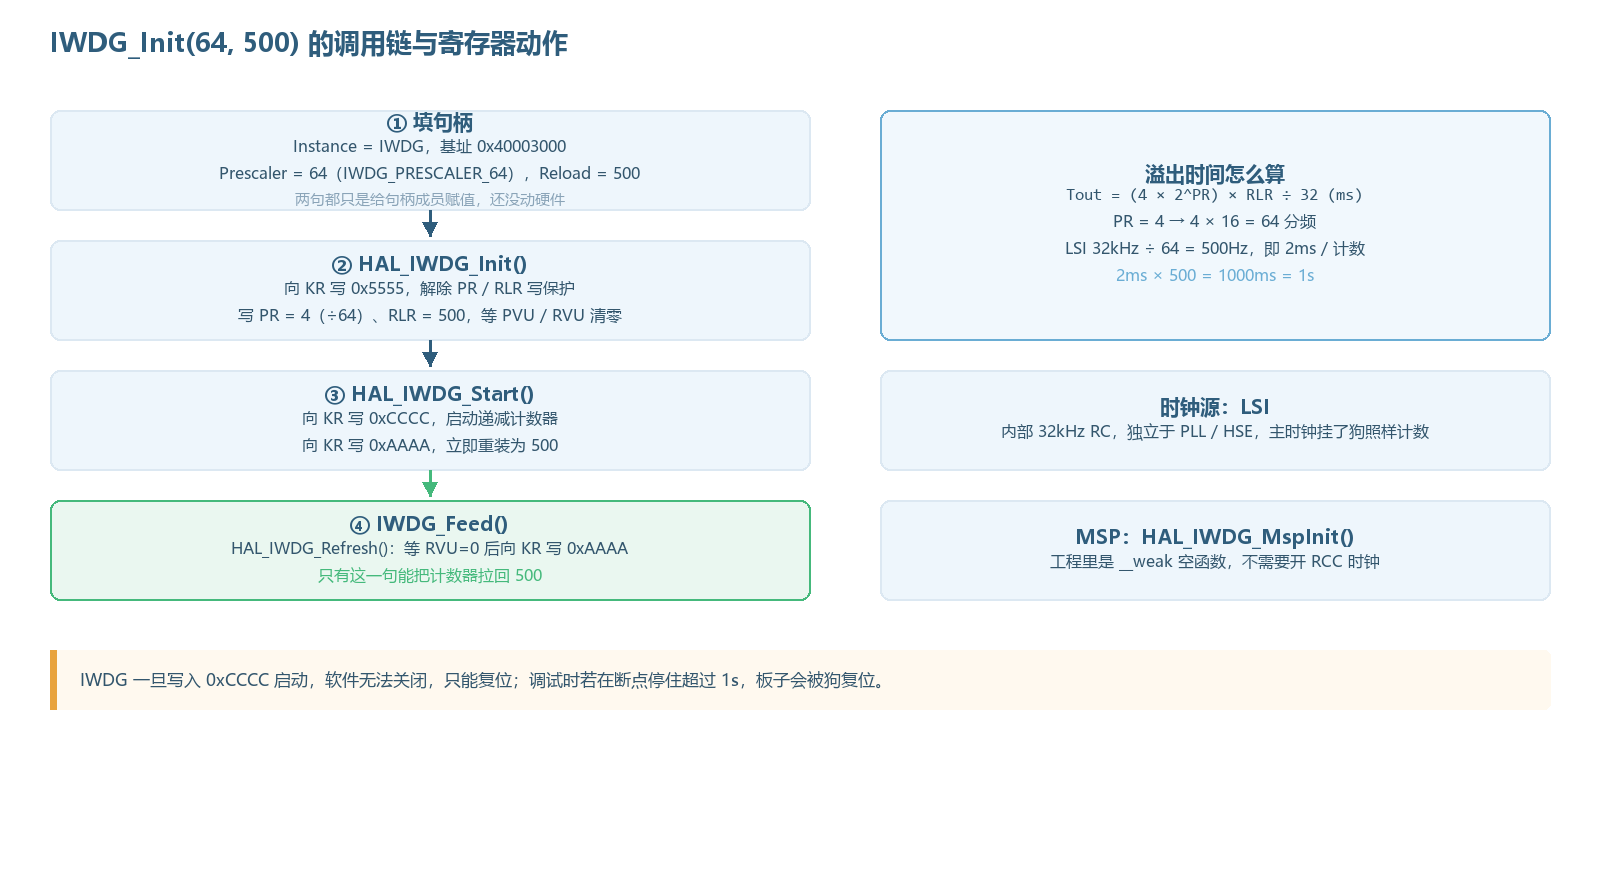 IWDG_Init(64, 500) 的调用链与寄存器动作
① 填句柄
Instance = IWDG，基址 0x40003000
Prescaler = 64（IWDG_PRESCALER_64），Reload = 500
两句都只是给句柄成员赋值，还没动硬件
② HAL_IWDG_Init()
向 KR 写 0x5555，解除 PR / RLR 写保护
写 PR = 4（÷64）、RLR = 500，等 PVU / RVU 清零
③ HAL_IWDG_Start()
向 KR 写 0xCCCC，启动递减计数器
向 KR 写 0xAAAA，立即重装为 500
④ IWDG_Feed()
HAL_IWDG_Refresh()：等 RVU=0 后向 KR 写 0xAAAA
只有这一句能把计数器拉回 500
溢出时间怎么算
Tout = (4 × 2^PR) × RLR ÷ 32 (ms)
PR = 4 → 4 × 16 = 64 分频
LSI 32kHz ÷ 64 = 500Hz，即 2ms / 计数
2ms × 500 = 1000ms = 1s
时钟源：LSI
内部 32kHz RC，独立于 PLL / HSE，主时钟挂了狗照样计数
MSP：HAL_IWDG_MspInit()
工程里是 __weak 空函数，不需要开 RCC 时钟
IWDG 一旦写入 0xCCCC 启动，软件无法关闭，只能复位；调试时若在断点停住超过 1s，板子会被狗复位。